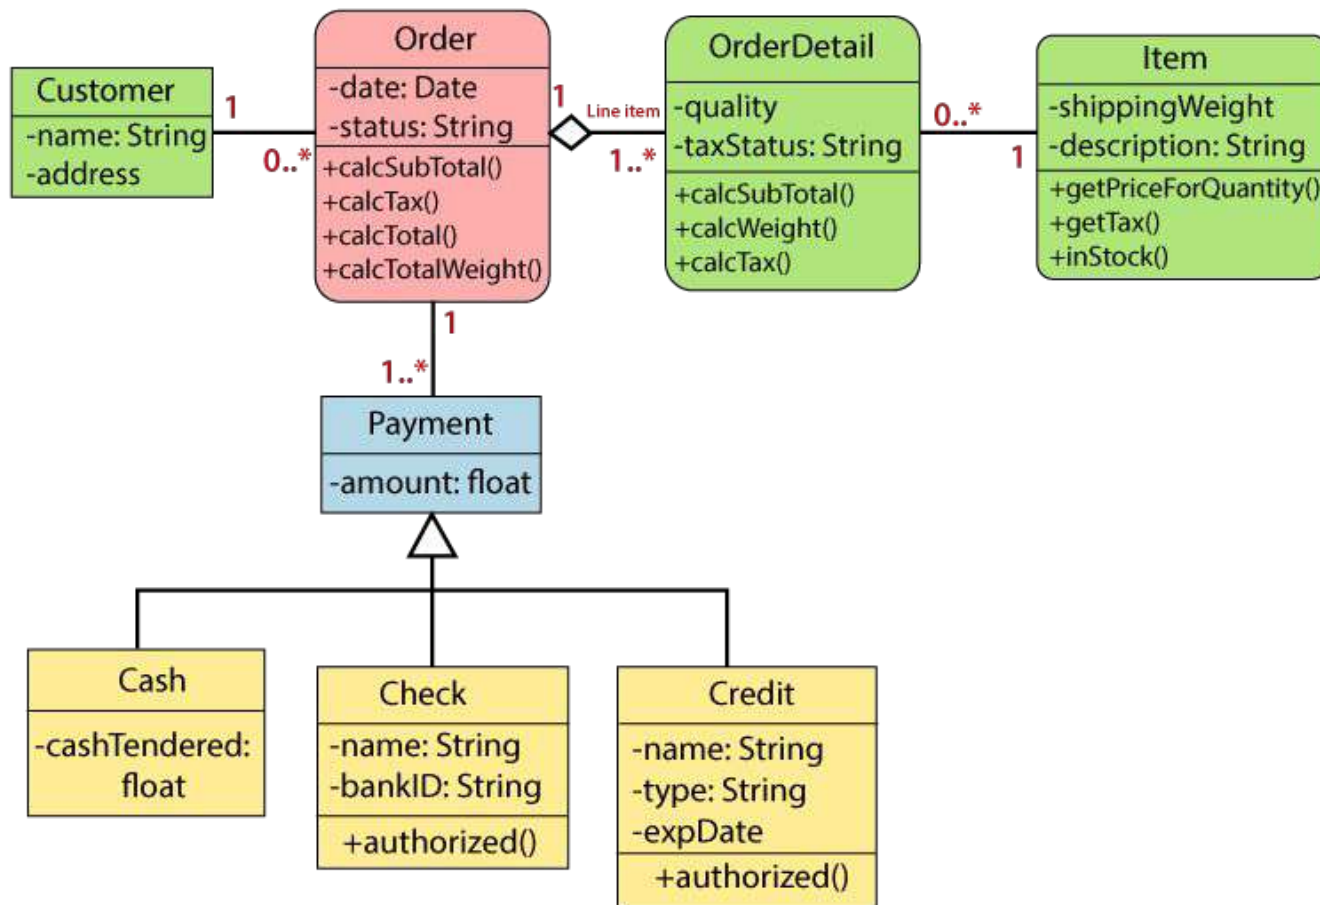 Customer
-name: String
-address
1
0..*
Order
-date: Date
-status: String
+calcSubTotal()
+calcTax()
+calcTotal()
+calcTotalWeight()
1
Line item
1..*
OrderDetail
-quality
-taxStatus: String
+calcSubTotal()
+calcWeight()
+calcTax()
0..*
1
Item
-shippingWeight
-description: String
+getPriceForQuantity()
+getTax()
+inStock()
1
1..*
Payment
-amount: float
Cash
-cashTendered:
float
Check
-name: String
-bankID: String
+authorized()
Credit
-name: String
-type: String
-expDate
+authorized()